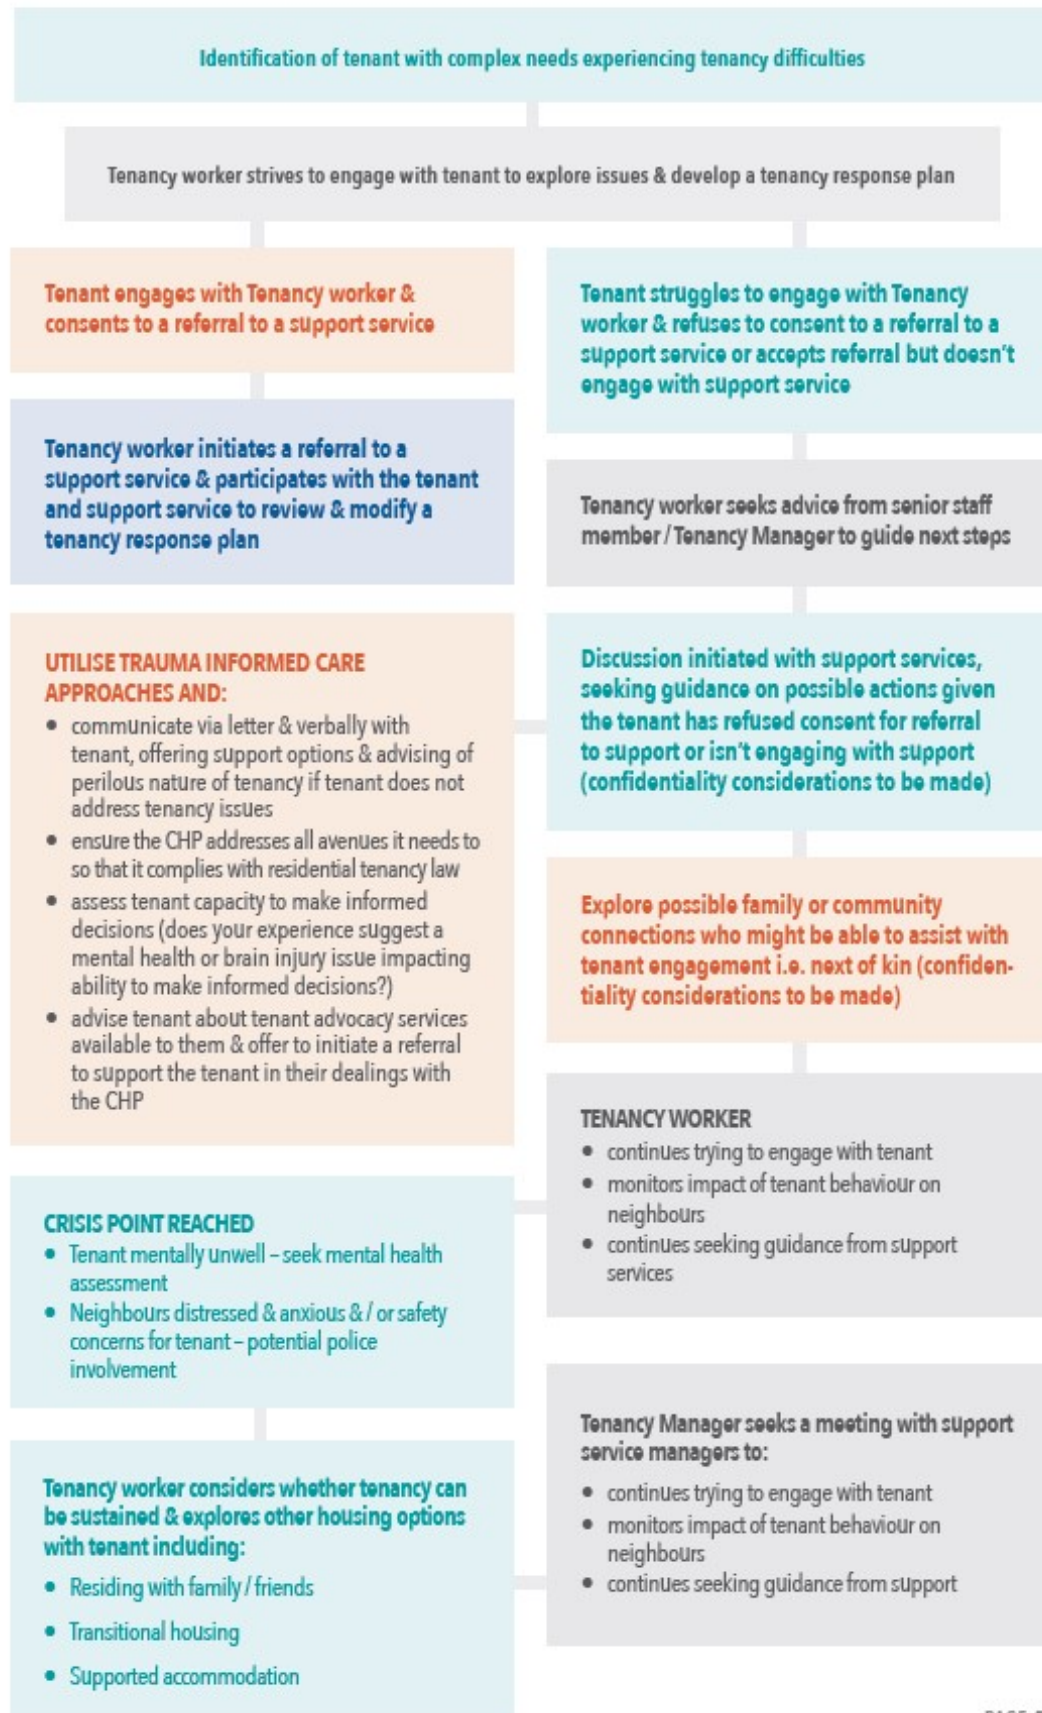 Identification of tenant with complex needs experiencing tenancy difficulties
Tenancy worker strives to engage with tenant to explore issues & develop a tenancy response plan
Tenant engages with Tenancy worker &
consents to a referral to a support service
Tenancy worker initiates a referral to a
support service & participates with the tenant
and support service to review & modify a
tenancy response plan
Tenant struggles to engage with Tenancy
worker & refuses to consent to a referral to a
support service or accepts referral but doesn't
engage with support service
Tenancy worker seeks advice from senior staff
member / Tenancy Manager to guide next steps
UTILISE TRAUMA INFORMED CARE
APPROACHES AND:
• communicate via letter & verbally with
tenant, offering support options & advising of
perilous nature of tenancy if tenant does not
address tenancy issues
• ensure the CHP addresses all avenues it needs to
so that it complies with residential tenancy law
• assess tenant capacity to make informed
decisions (does your experience suggest a
mental health or brain injury issue impacting
ability to make informed decisions?)
• advise tenant about tenant advocacy services
available to them & offer to initiate a referral
to support the tenant in their dealings with
the CHP
Discussion initiated with support services,
seeking guidance on possible actions given
the tenant has refused consent for referral
to support or isn't engaging with support
(confidentiality considerations to be made)
Explore possible family or community
connections who might be able to assist with
tenant engagement i.e. next of kin (confiden-
tiality considerations to be made)
TENANCY WORKER
• continues trying to engage with tenant
• monitors impact of tenant behaviour on
neighbours
• continues seeking guidance from support
services
CRISIS POINT REACHED
• Tenant mentally unwell – seek mental health
assessment
• Neighbours distressed & anxious & / or safety
concerns for tenant – potential police
involvement
Tenancy worker considers whether tenancy can
be sustained & explores other housing options
with tenant including:
• Residing with family / friends
• Transitional housing
• Supported accommodation
Tenancy Manager seeks a meeting with support
service managers to:
• continues trying to engage with tenant
• monitors impact of tenant behaviour on
neighbours
• continues seeking guidance from support